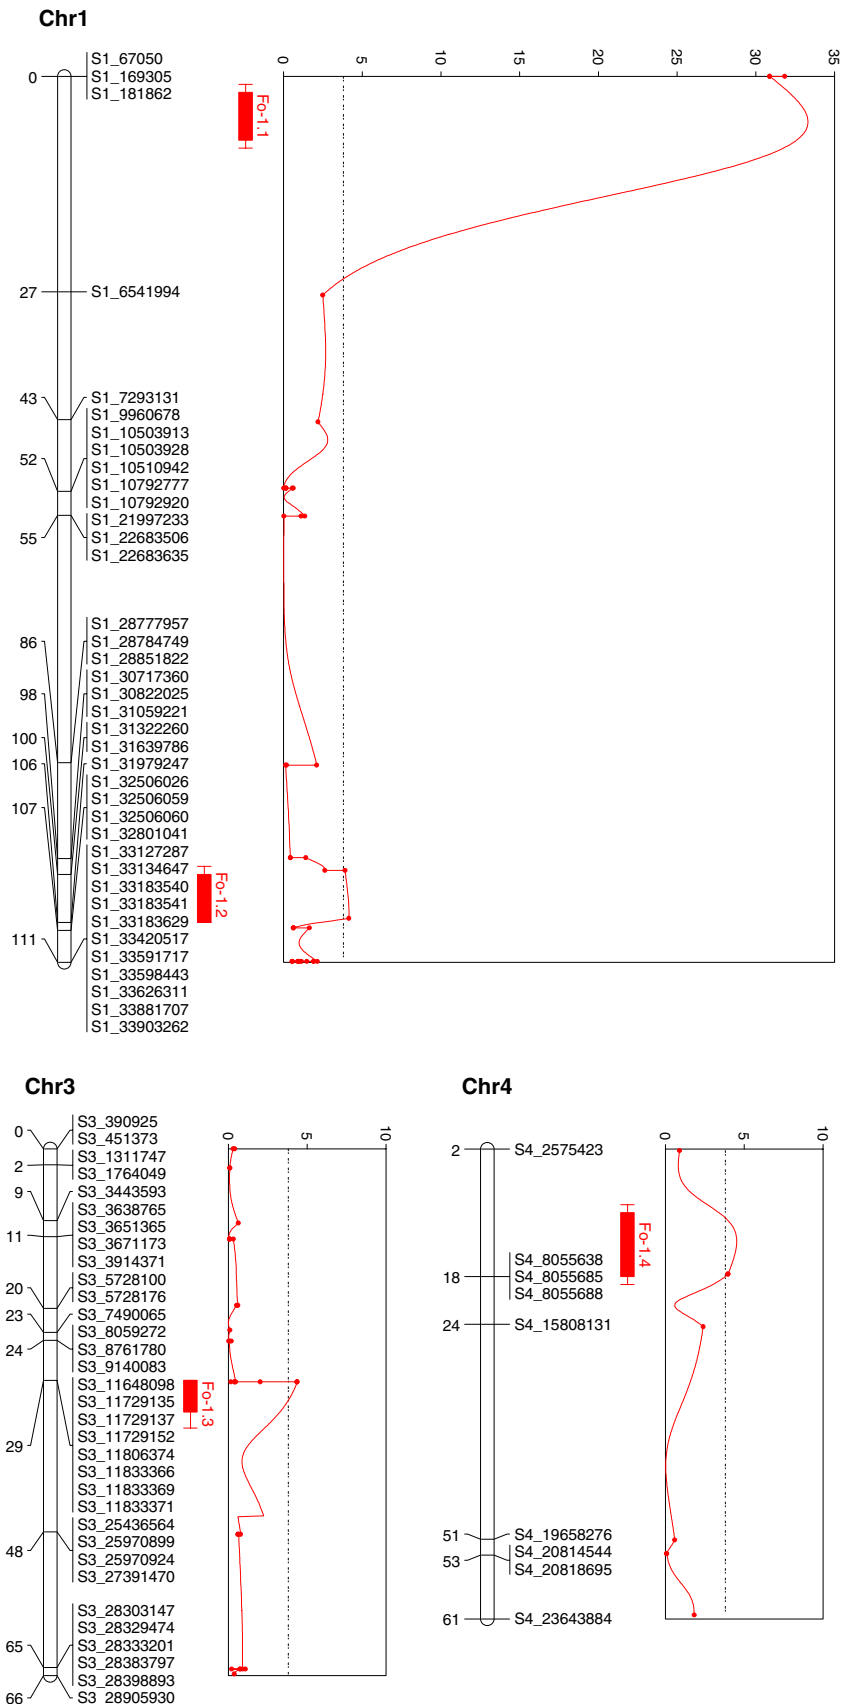 Chr1
0 5 10 15 20 25 30 35
S1_67050
0 S1_169305
S1_181862
Fo-1.1
27 S1_6541994
43 S1_7293131
S1_9960678
S1_10503913
S1_10503928
52
S1_10510942
S1_10792777
S1_10792920
S1_21997233
55 S1_22683506
S1_22683635
S1_28777957
86 S1_28784749
S1_28851822
S1_30717360
98 S1_30822025
S1_31059221
S1_31322260
100
S1_31639786
106 S1_31979247
S1_32506026
S1_32506059
107
S1_32506060
S1_32801041
S1_33127287
S1_33134647
Fo-1.2
S1_33183540
S1_33183541
S1_33183629
111 S1_33420517
S1_33591717
S1_33598443
S1_33626311
S1_33881707
S1_33903262
Chr3
0 5 10
S3_390925
0
S3_451373
S3_1311747
2
S3_1764049
9 S3_3443593
S3_3638765
S3_3651365
11
S3_3671173
S3_3914371
S3_5728100
20
S3_5728176
23 S3_7490065
S3_8059272
24
S3_8761780
S3_9140083
S3_11648098
Fo-1.3
S3_11729135
S3_11729137
S3_11729152
29
S3_11806374
S3_11833366
S3_11833369
S3_11833371
S3_25436564
S3_25970899
48
S3_25970924
S3_27391470
S3_28303147
S3_28329474
65 S3_28333201
S3_28383797
S3_28398893
66 S3_28905930
Chr4
0 5 10
2 S4_2575423
Fo-1.4
S4_8055638
18 S4_8055685
S4_8055688
24 S4_15808131
51 S4_19658276
S4_20814544
53
S4_20818695
61 S4_23643884